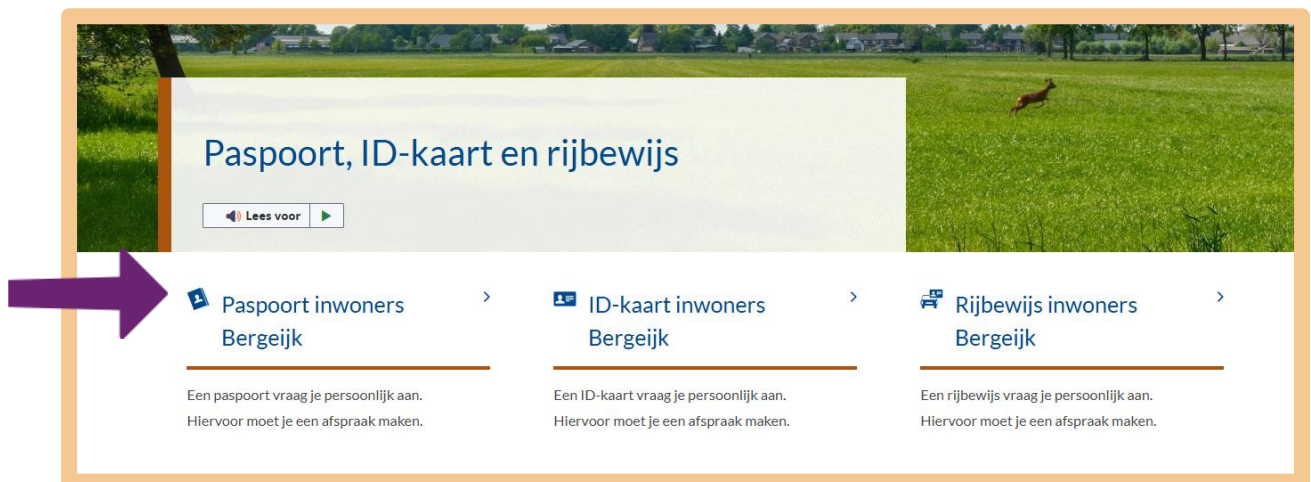 Paspoort, ID-kaart en rijbewijs
Lees voor
Paspoort inwoners
Bergeijk
Een paspoort vraag je persoonlijk aan.
Hiervoor moet je een afspraak maken.
ID-kaart inwoners
Bergeijk
Een ID-kaart vraag je persoonlijk aan.
Hiervoor moet je een afspraak maken.
Rijbewijs inwoners
Bergeijk
Een rijbewijs vraag je persoonlijk aan.
Hiervoor moet je een afspraak maken.